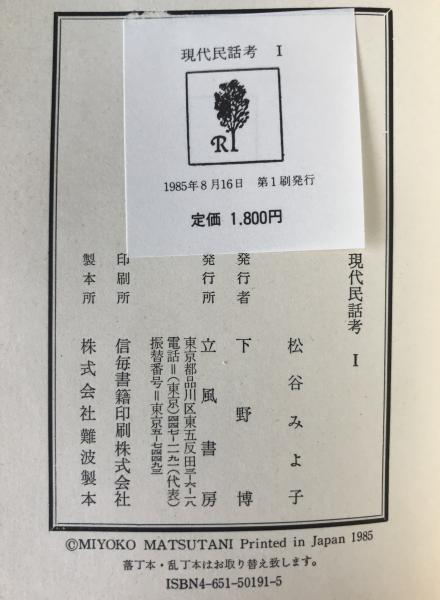 現代民話考 I
R
1985年8月16日 第1刷発行
定価 1,800円
現代民話考 I
松谷みよ子
発行者 下野博
発行所 立風書房
東京都品川区東五反田三-六-一八
電話=(東京)四四七-一一九一(代表)
振替番号=東京五-七四四九三
印刷所 信毎書籍印刷株式会社
製本所 株式会社難波製本
©MIYOKO MATSUTANI Printed in Japan 1985
落丁本・乱丁本はお取り替え致します。
ISBN4-651-50191-5